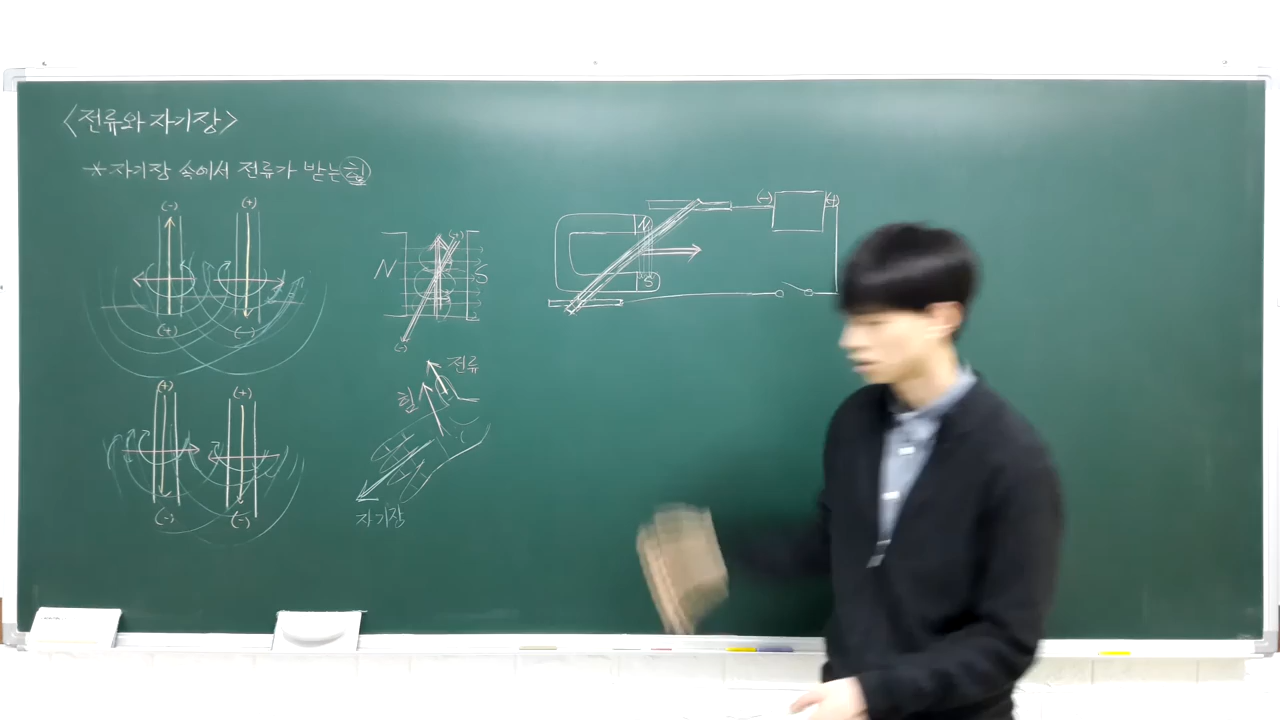 <전류와 자기장>
* 자기장 속에서 전류가 받는 힘
(-) (+)
(+) (-)
(+) (+)
(-) (-)
(+)
N S
(-)
전류
힘
자기장
(-) (+)
N
S